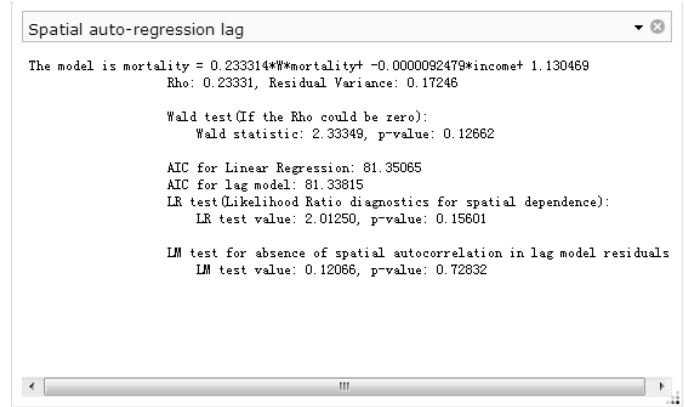 Spatial auto-regression lag
The model is mortality = 0.233314*W*mortality+ -0.0000092479*income+ 1.130469
Rho: 0.23331, Residual Variance: 0.17246
Wald test(If the Rho could be zero):
Wald statistic: 2.33349, p-value: 0.12662
AIC for Linear Regression: 81.35065
AIC for lag model: 81.33815
LR test(Likelihood Ratio diagnostics for spatial dependence):
LR test value: 2.01250, p-value: 0.15601
LM test for absence of spatial autocorrelation in lag model residuals
LM test value: 0.12066, p-value: 0.72832